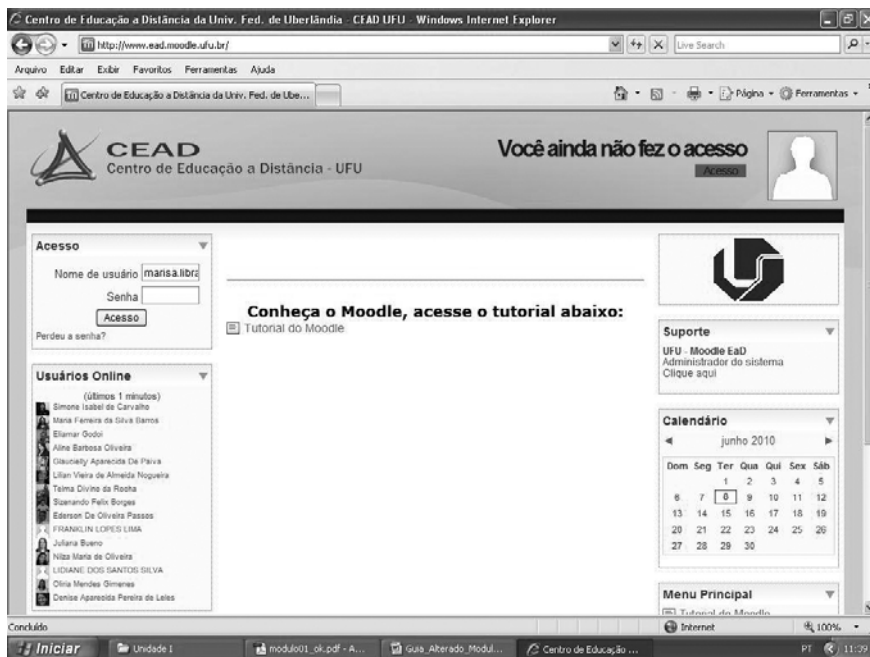 Centro de Educação a Distância da Univ. Fed. de Uberlândia - CEAD UFU - Windows Internet Explorer
http://www.ead.moodle.ufu.br/
Live Search
Arquivo Editar Exibir Favoritos Ferramentas Ajuda
Centro de Educação a Distância da Univ. Fed. de Ube...
Página
Ferramentas
CEAD
Centro de Educação a Distância - UFU
Você ainda não fez o acesso
Acesso
Acesso
Nome de usuário marisa.libra
Senha
Acesso
Perdeu a senha?
Usuários Online
(últimos 1 minutos)
Simone Isabel de Carvalho
Maria Ferreira da Silva Barros
Eliamar Godoi
Aline Barbosa Oliveira
Glaucielly Aparecida De Paiva
Lilian Vieira de Almeida Nogueira
Telma Divina da Rocha
Sizenando Felix Borges
Ederson De Oliveira Passos
FRANKLIN LOPES LIMA
Juliana Bueno
Nilza Maria de Oliveira
LIDIANE DOS SANTOS SILVA
Olíria Mendes Gimenes
Denise Aparecida Pereira de Leles
Conheça o Moodle, acesse o tutorial abaixo:
Tutorial do Moodle
Suporte
UFU - Moodle EaD
Administrador do sistema
Clique aqui
Calendário
junho 2010
Dom Seg Ter Qua Qui Sex Sáb
1 2 3 4 5
6 7 8 9 10 11 12
13 14 15 16 17 18 19
20 21 22 23 24 25 26
27 28 29 30
Menu Principal
Tutorial do Moodle
Concluído
Internet
100%
Iniciar
Unidade 1
modulo01_ok.pdf - A...
Guia_Alterado_Modul...
Centro de Educação ...
PT
11:09